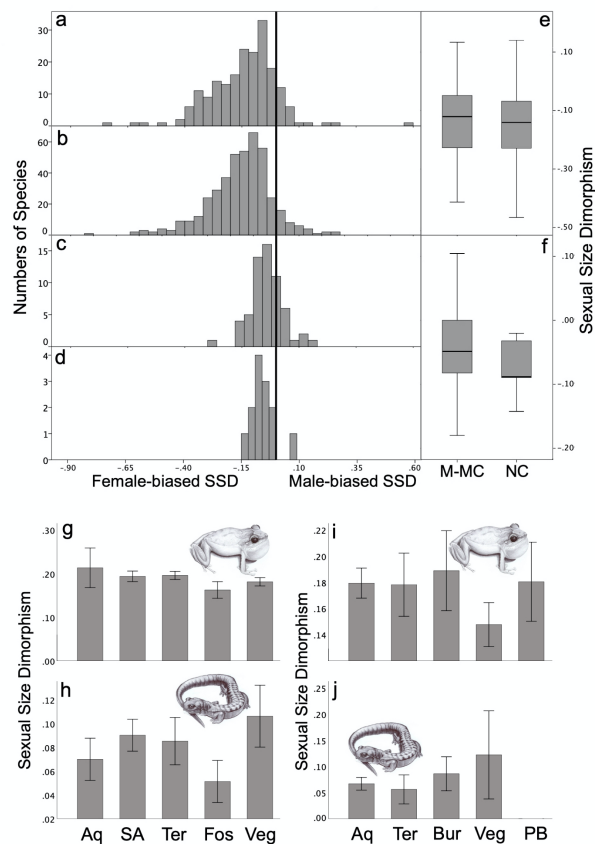 a
30
20
10
0
b
60
40
20
0
c
15
10
5
0
d
4
3
2
1
0
Numbers of Species
-.90 -.65 -.40 -.15 .10 .35 .60
Female-biased SSD Male-biased SSD
e
.10
-.10
-.30
-.50
f
.10
.00
-.10
-.20
Sexual Size Dimorphism
M-MC NC
g
.30
.20
.10
.00
h
.12
.10
.08
.06
.04
.02
Sexual Size Dimorphism
Aq SA Ter Fos Veg
i
.22
.20
.18
.16
.14
j
.25
.20
.15
.10
.05
.00
Sexual Size Dimorphism
Aq Ter Bur Veg PB